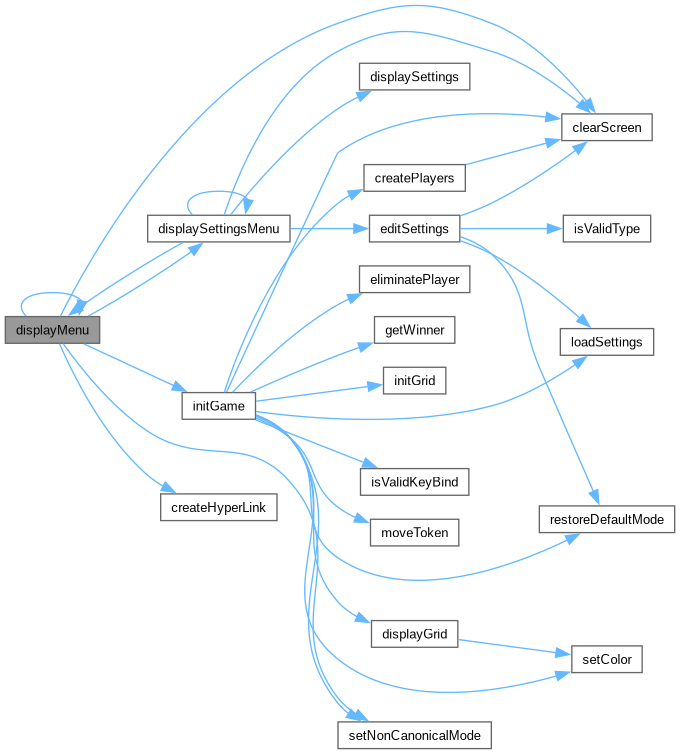 displaySettings
clearScreen
createPlayers
displaySettingsMenu
editSettings
isValidType
eliminatePlayer
displayMenu
getWinner
loadSettings
initGrid
initGame
isValidKeyBind
createHyperLink
restoreDefaultMode
moveToken
displayGrid
setColor
setNonCanonicalMode